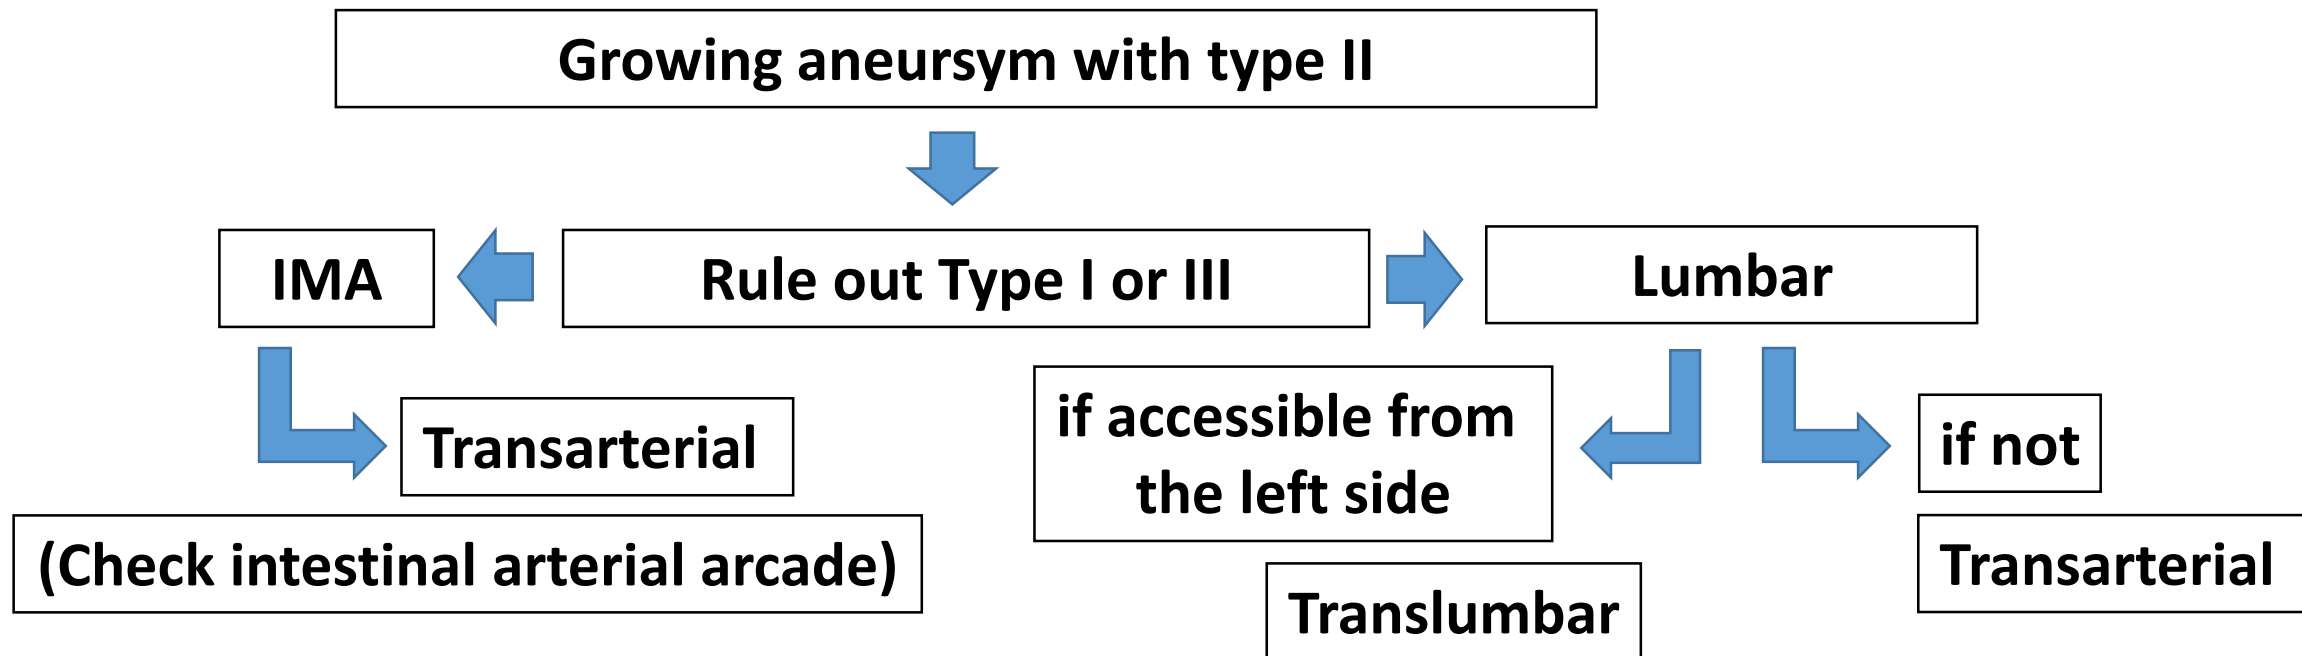 Growing aneursym with type II
IMA
Rule out Type I or III
Lumbar
Transarterial
(Check intestinal arterial arcade)
if accessible from
the left side
Translumbar
if not
Transarterial